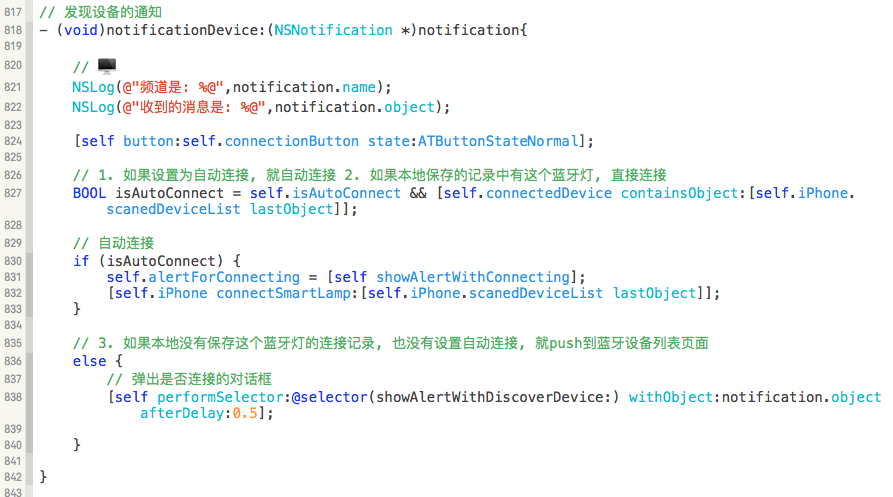 817 // 发现设备的通知
818 - (void)notificationDevice:(NSNotification *)notification{
819
820 // 🖥
821 NSLog(@"频道是: %@",notification.name);
822 NSLog(@"收到的消息是: %@",notification.object);
823
824 [self button:self.connectionButton state:ATButtonStateNormal];
825
826 // 1. 如果设置为自动连接, 就自动连接 2. 如果本地保存的记录中有这个蓝牙灯, 直接连接
827 BOOL isAutoConnect = self.isAutoConnect && [self.connectedDevice containsObject:[self.iPhone.
scanedDeviceList lastObject]];
828
829 // 自动连接
830 if (isAutoConnect) {
831 self.alertForConnecting = [self showAlertWithConnecting];
832 [self.iPhone connectSmartLamp:[self.iPhone.scanedDeviceList lastObject]];
833 }
834
835 // 3. 如果本地没有保存这个蓝牙灯的连接记录, 也没有设置自动连接, 就push到蓝牙设备列表页面
836 else {
837 // 弹出是否连接的对话框
838 [self performSelector:@selector(showAlertWithDiscoverDevice:) withObject:notification.object
afterDelay:0.5];
839
840 }
841
842 }
843